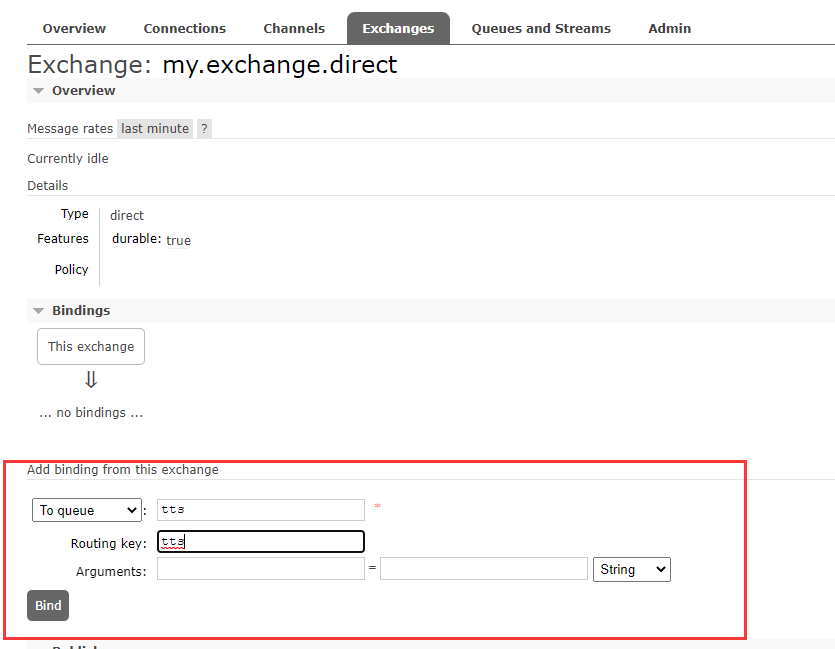 Overview Connections Channels Exchanges Queues and Streams Admin
Exchange: my.exchange.direct
Overview
Message rates last minute ?
Currently idle
Details
Type direct
Features durable: true
Policy
Bindings
This exchange
⇓
... no bindings ...
Add binding from this exchange
To queue : tts *
Routing key: tts
Arguments: = String
Bind